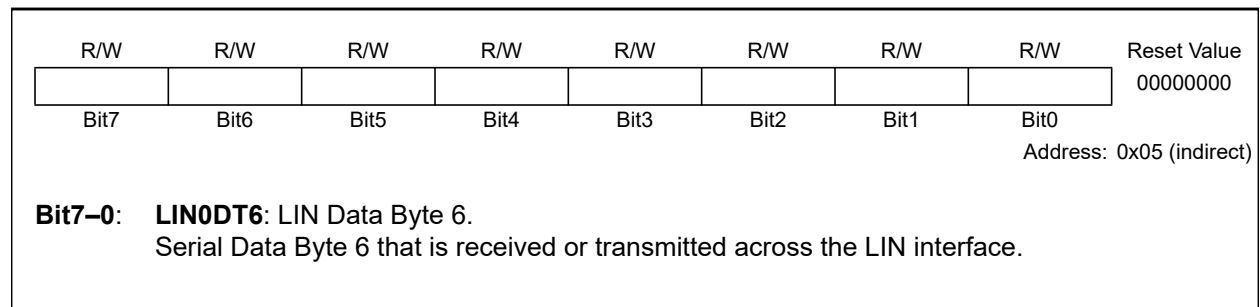 R/W R/W R/W R/W R/W R/W R/W R/W Reset Value
00000000
Bit7 Bit6 Bit5 Bit4 Bit3 Bit2 Bit1 Bit0
Address: 0x05 (indirect)
Bit7–0: LIN0DT6: LIN Data Byte 6.
Serial Data Byte 6 that is received or transmitted across the LIN interface.